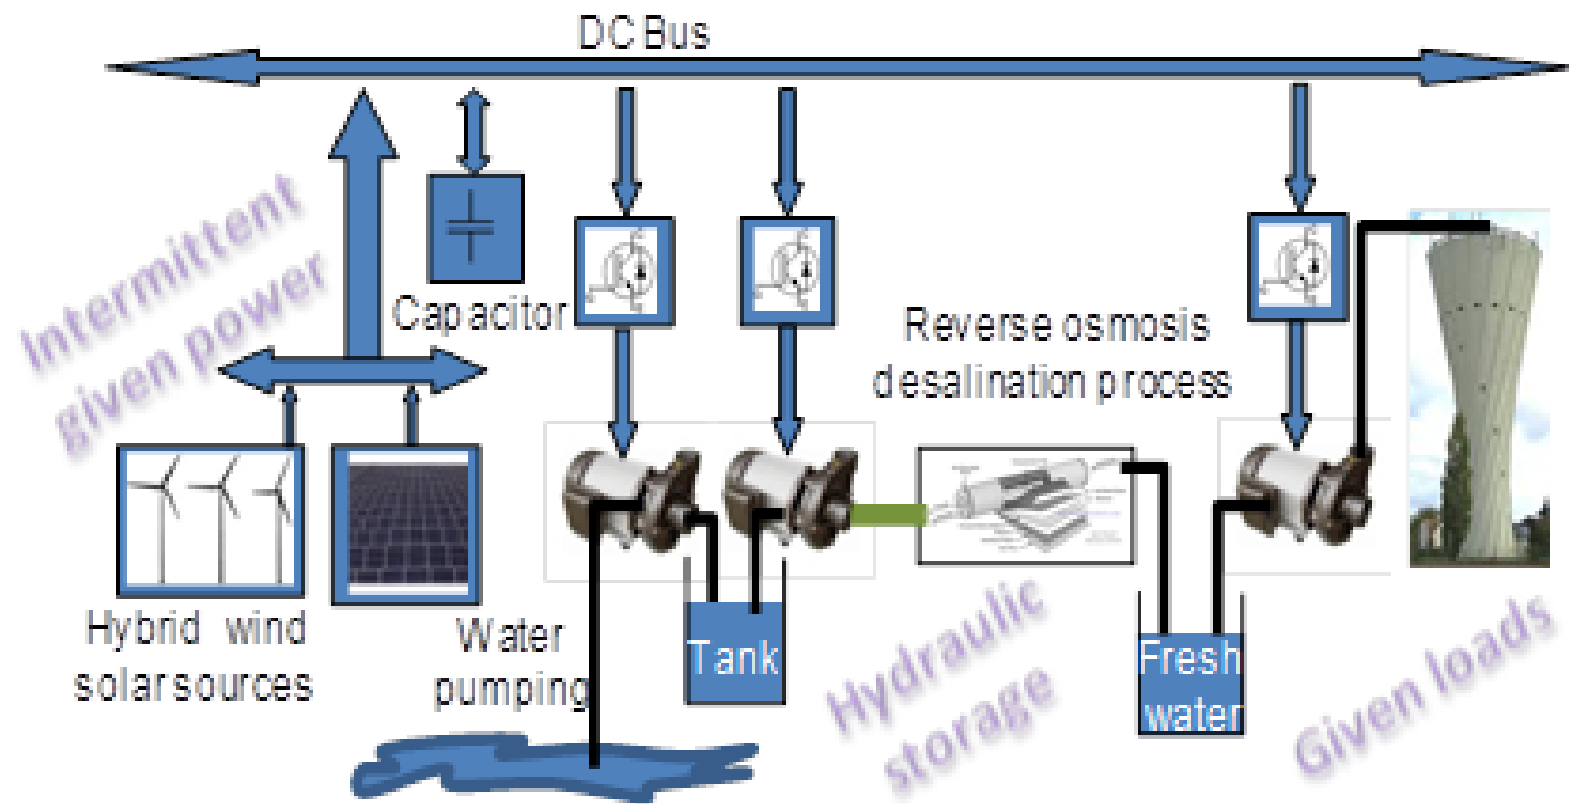 DC Bus
Intermittent
given power
Capacitor
Reverse osmosis
desalination process
Hybrid wind
solar sources
Water
pumping
Tank
Hydraulic
storage
Fresh
water
Given loads